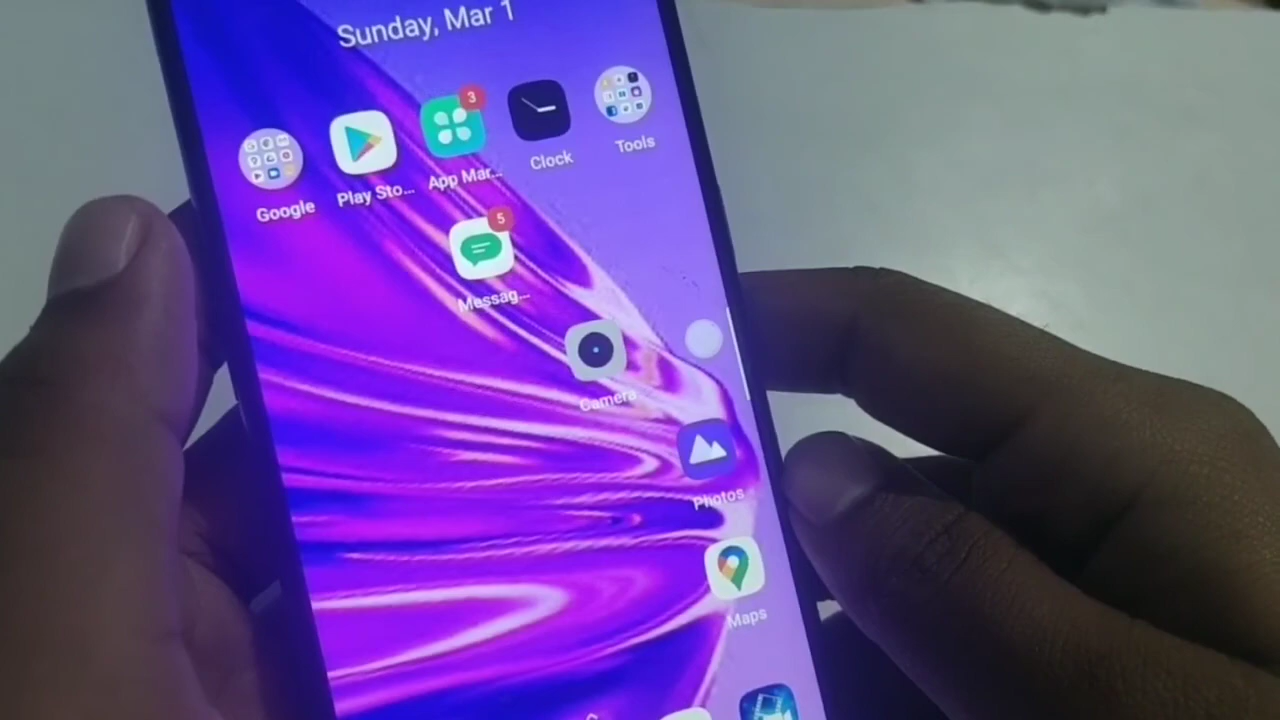 Sunday, Mar 1
3
Google
Play Sto...
App Mar...
Clock
Tools
5
Messag...
Camera
Photos
Maps